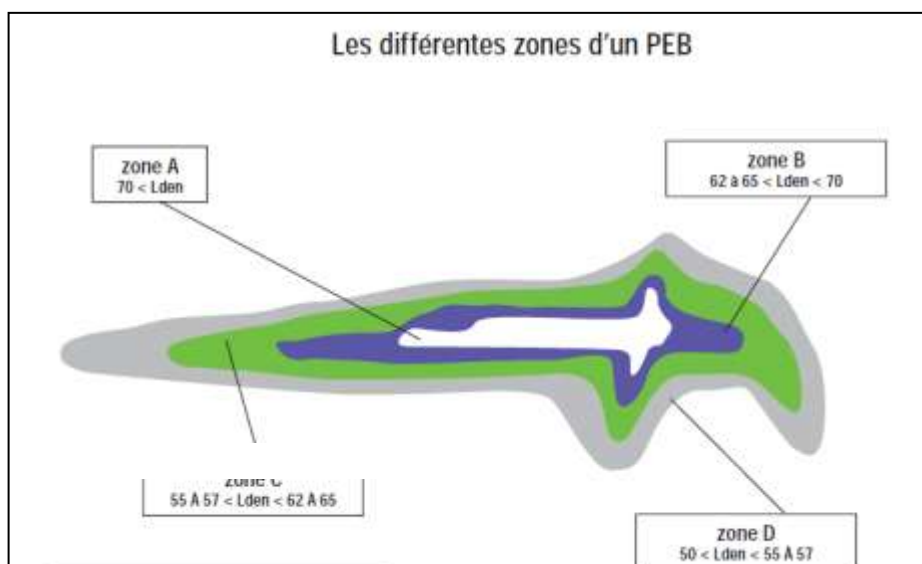 Les différentes zones d'un PEB
zone A
70 < Lden
zone B
62 à 65 < Lden < 70
zone C
55 À 57 < Lden < 62 À 65
zone D
50 < Lden < 55 À 57